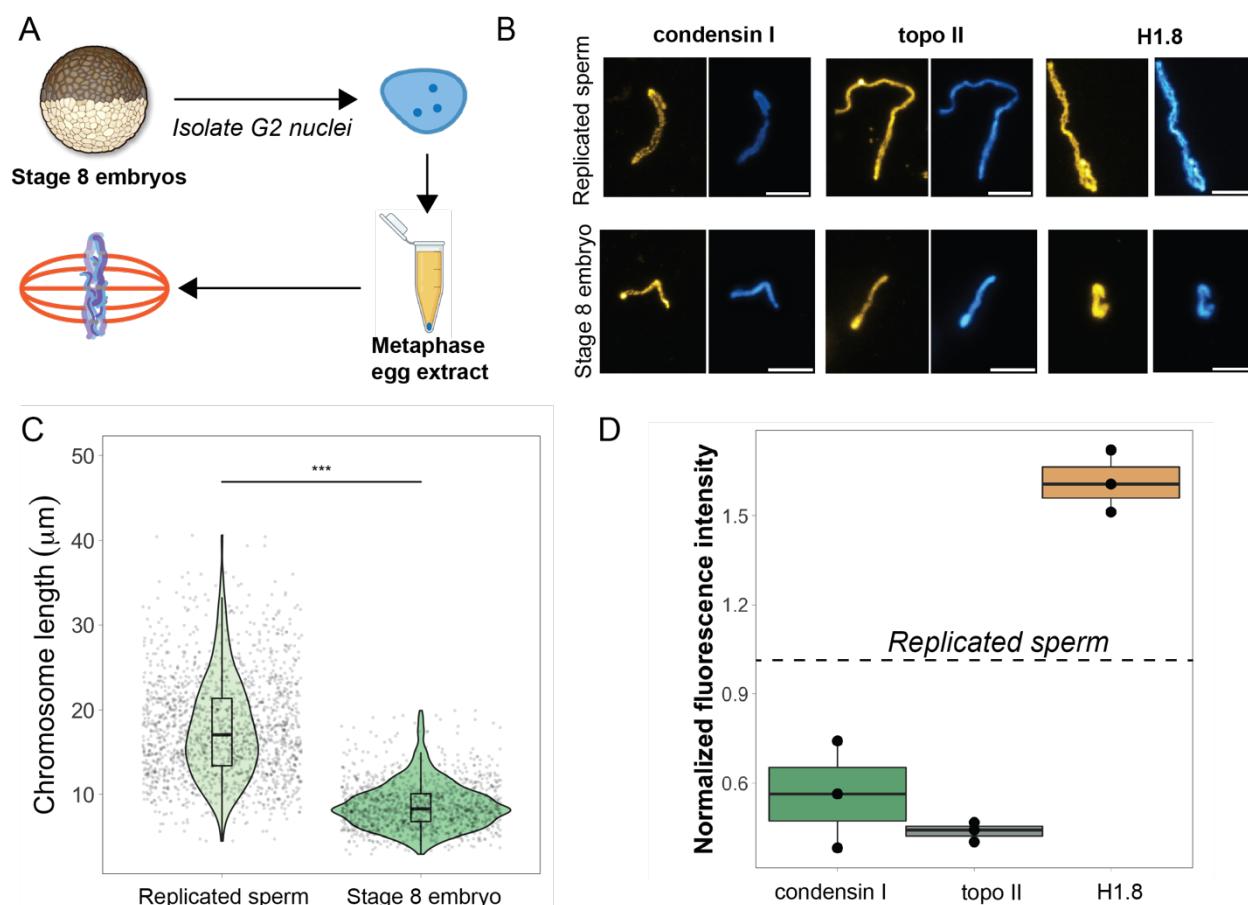 A
Isolate G2 nuclei
Stage 8 embryos
Metaphase
egg extract
B
condensin I
topo II
H1.8
Replicated sperm
Stage 8 embryo
C
Chromosome length (μm)
50
40
30
20
10
***
Replicated sperm
Stage 8 embryo
D
Normalized fluorescence intensity
1.5
1.2
0.9
0.6
Replicated sperm
condensin I
topo II
H1.8